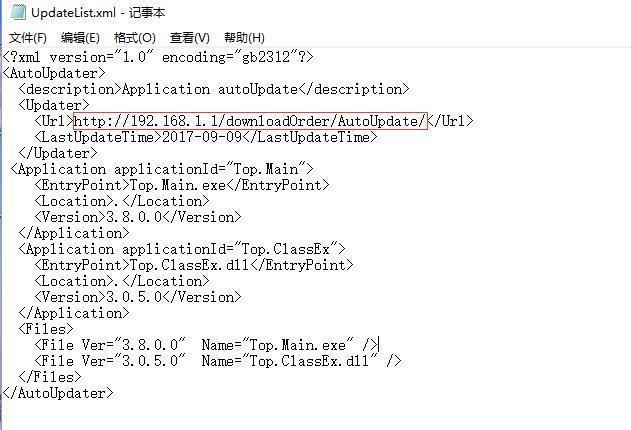 UpdateList.xml - 记事本
文件(F) 编辑(E) 格式(O) 查看(V) 帮助(H)
<?xml version="1.0" encoding="gb2312"?>
<AutoUpdater>
  <description>Application autoUpdate</description>
  <Updater>
    <Url>http://192.168.1.1/downloadOrder/AutoUpdate/</Url>
    <LastUpdateTime>2017-09-09</LastUpdateTime>
  </Updater>
 <Application applicationId="Top.Main">
    <EntryPoint>Top.Main.exe</EntryPoint>
    <Location>.</Location>
    <Version>3.8.0.0</Version>
  </Application>
  <Application applicationId="Top.ClassEx">
    <EntryPoint>Top.ClassEx.dll</EntryPoint>
    <Location>.</Location>
    <Version>3.0.5.0</Version>
  </Application>
  <Files>
    <File Ver="3.8.0.0"  Name="Top.Main.exe" />
    <File Ver="3.0.5.0"  Name="Top.ClassEx.dll" />
  </Files>
</AutoUpdater>